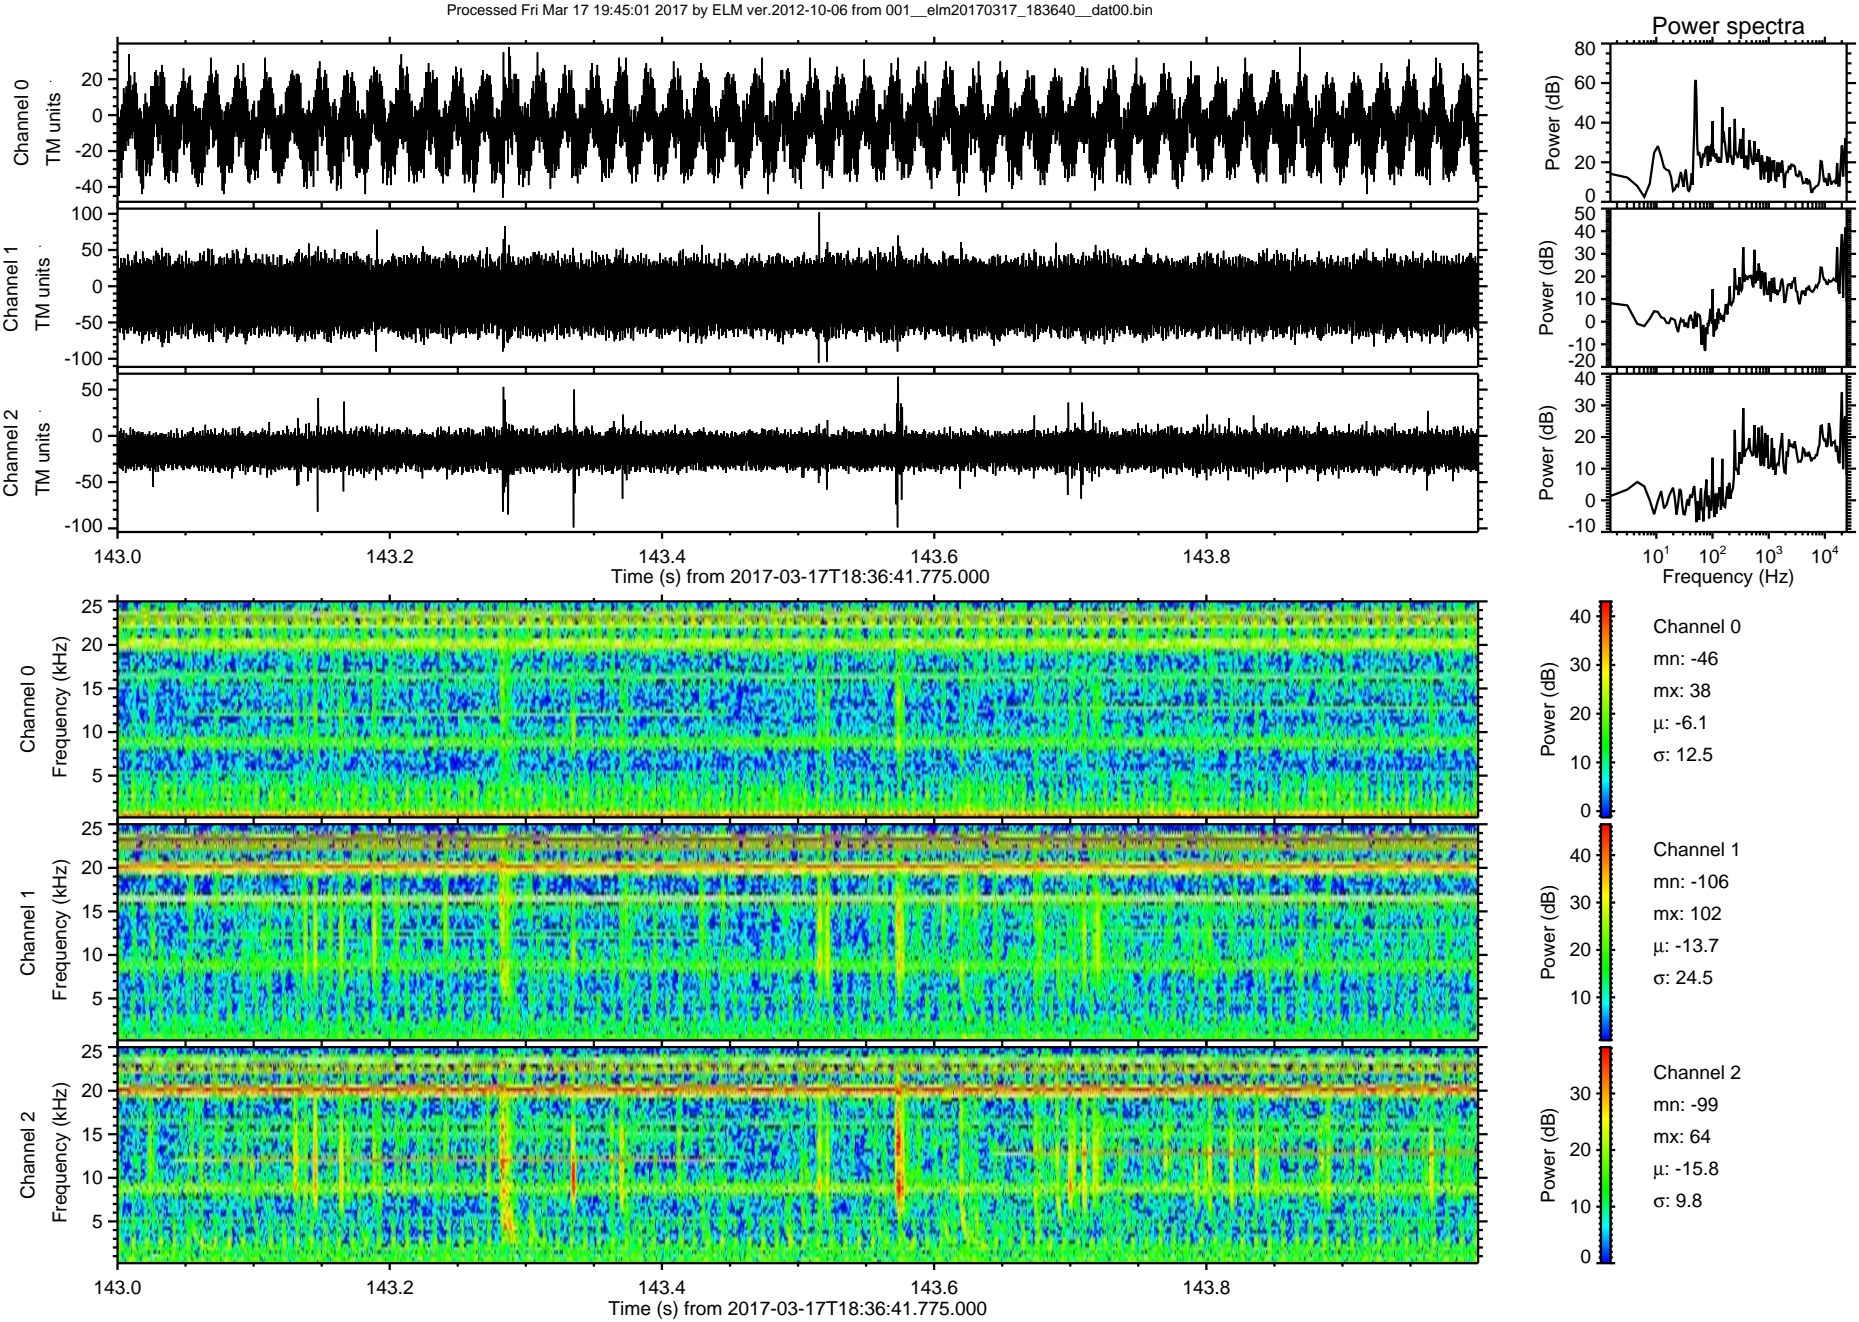 Processed Fri Mar 17 19:45:01 2017 by ELM ver.2012-10-06 from 001__elm20170317_183640__dat00.bin
Power spectra
Channel 0
TM units
20
0
-20
-40
Power (dB)
80
60
40
20
0
Channel 1
TM units
100
50
0
-50
-100
Power (dB)
50
40
30
20
10
0
-10
-20
Channel 2
TM units
50
0
-50
-100
Power (dB)
40
30
20
10
0
-10
143.0 143.2 143.4 143.6 143.8
Time (s) from 2017-03-17T18:36:41.775.000
10^1 10^2 10^3 10^4
Frequency (Hz)
Channel 0
Frequency (kHz)
25
20
15
10
5
Power (dB)
40
30
20
10
0
Channel 0
mn: -46
mx: 38
μ: -6.1
σ: 12.5
Channel 1
Frequency (kHz)
25
20
15
10
5
Power (dB)
40
30
20
10
Channel 1
mn: -106
mx: 102
μ: -13.7
σ: 24.5
Channel 2
Frequency (kHz)
25
20
15
10
5
Power (dB)
30
20
10
0
Channel 2
mn: -99
mx: 64
μ: -15.8
σ: 9.8
143.0 143.2 143.4 143.6 143.8
Time (s) from 2017-03-17T18:36:41.775.000